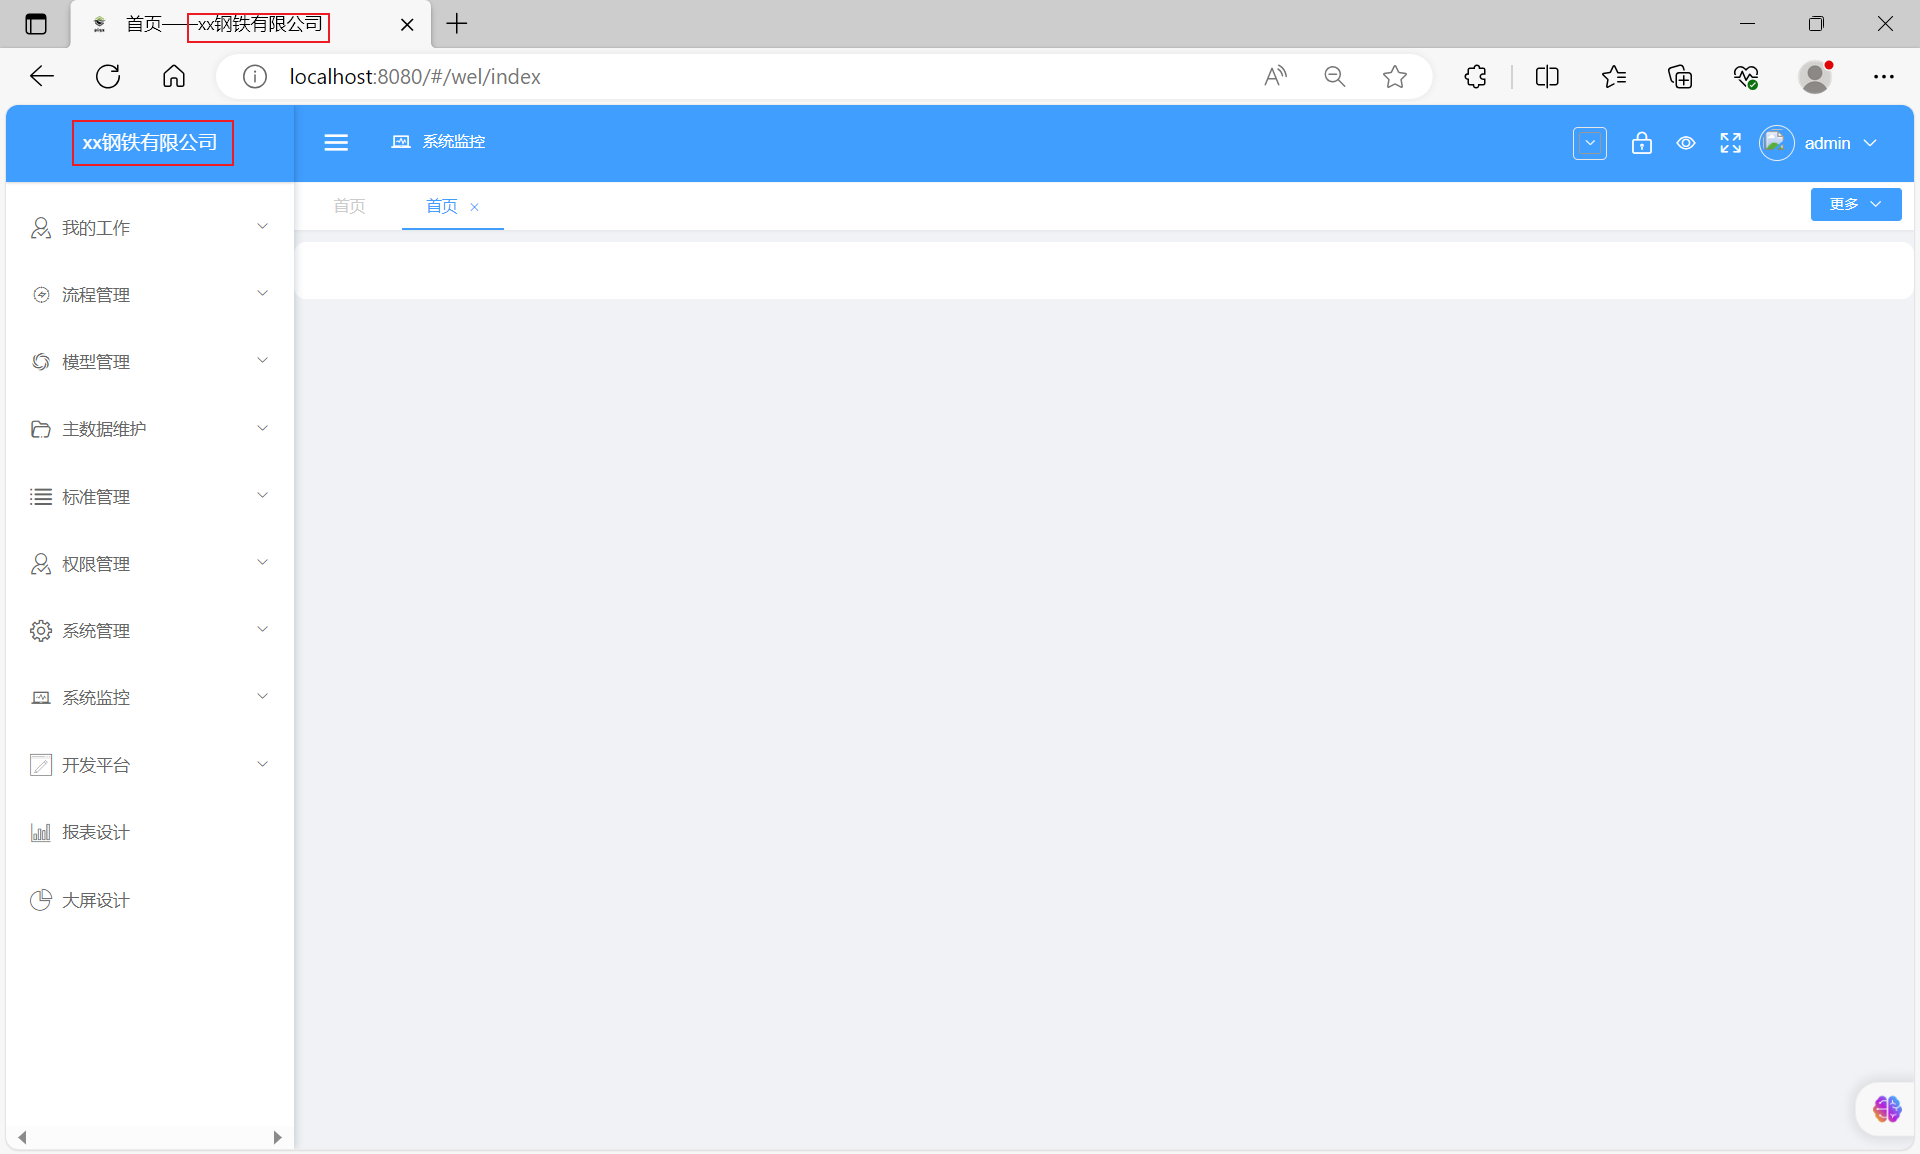 首页——xx钢铁有限公司
localhost:8080/#/wel/index
xx钢铁有限公司
系统监控
admin
首页
首页
更多
我的工作
流程管理
模型管理
主数据维护
标准管理
权限管理
系统管理
系统监控
开发平台
报表设计
大屏设计